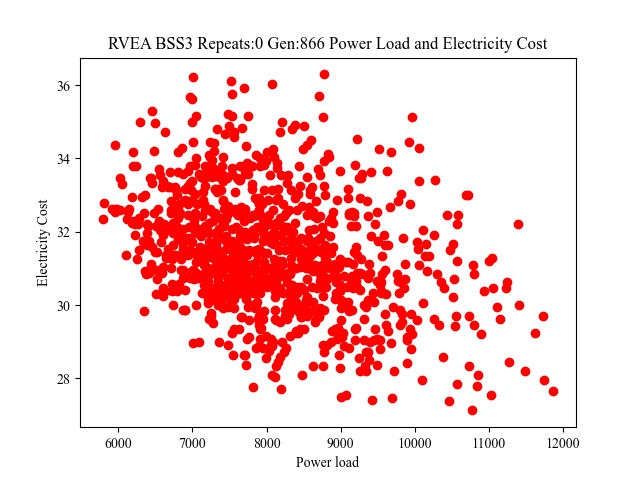 RVEA BSS3 Repeats:0 Gen:866 Power Load and Electricity Cost
36
34
32
30
28
Electricity Cost
6000 7000 8000 9000 10000 11000 12000
Power load